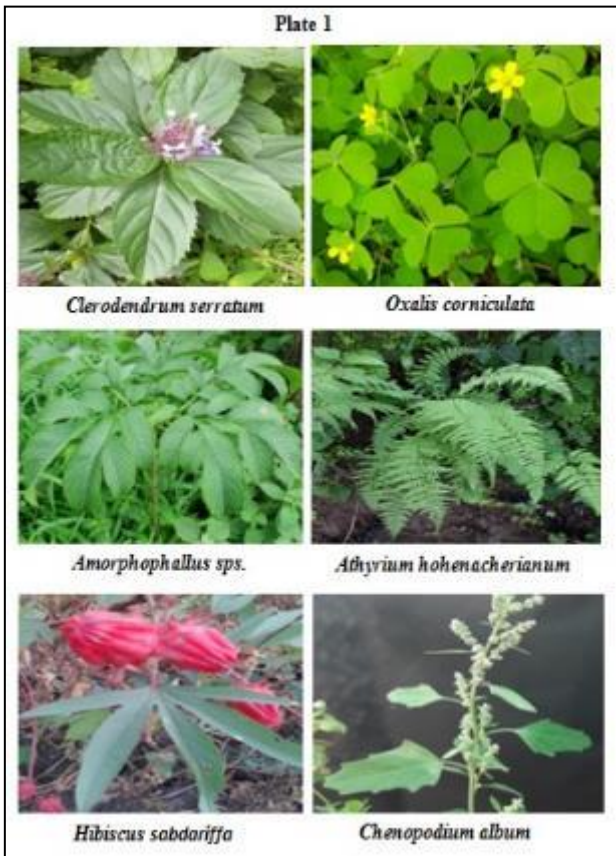 Plate 1
Clerodendrum serratum
Oxalis corniculata
Amorphophallus sps.
Athyrium hohenacherianum
Hibiscus sabdariffa
Chenopodium album